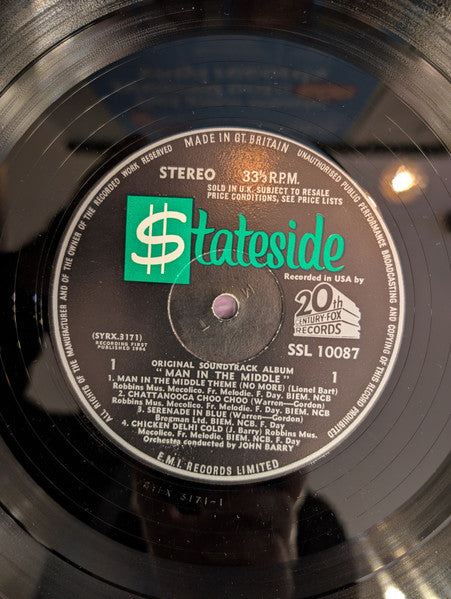 MADE IN GT. BRITAIN
ALL RIGHTS OF THE MANUFACTURER AND OF THE OWNER OF THE RECORDED WORK RESERVED
UNAUTHORISED PUBLIC PERFORMANCE BROADCASTING AND COPYING OF THIS RECORD PROHIBITED
STEREO 33⅓ R.P.M.
SOLD IN U.K. SUBJECT TO RESALE
PRICE CONDITIONS, SEE PRICE LISTS
$tateside
Recorded in USA by
20th
CENTURY-FOX
RECORDS
(SYRX.3171)
RECORDING FIRST
PUBLISHED 1964
SSL 10087
1 ORIGINAL SOUNDTRACK ALBUM 1
"MAN IN THE MIDDLE"
1. MAN IN THE MIDDLE THEME (NO MORE) (Lionel Bart)
Robbins Mus. Mecolico. Fr. Melodie. F. Day. BIEM. NCB
2. CHATTANOOGA CHOO CHOO (Warren—Gordon)
Robbins Mus. Mecolico. Fr. Melodie. F. Day. BIEM. NCB
3. SERENADE IN BLUE (Warren—Gordon)
Bregman Ltd. BIEM. NCB. F. Day
4. CHICKEN DELHI COLD (J. Barry) Robbins Mus.
Mecolico. Fr. Melodie. BIEM. NCB. F. Day
Orchestra conducted by JOHN BARRY
E.M.I. RECORDS LIMITED
SYRX 3171-1